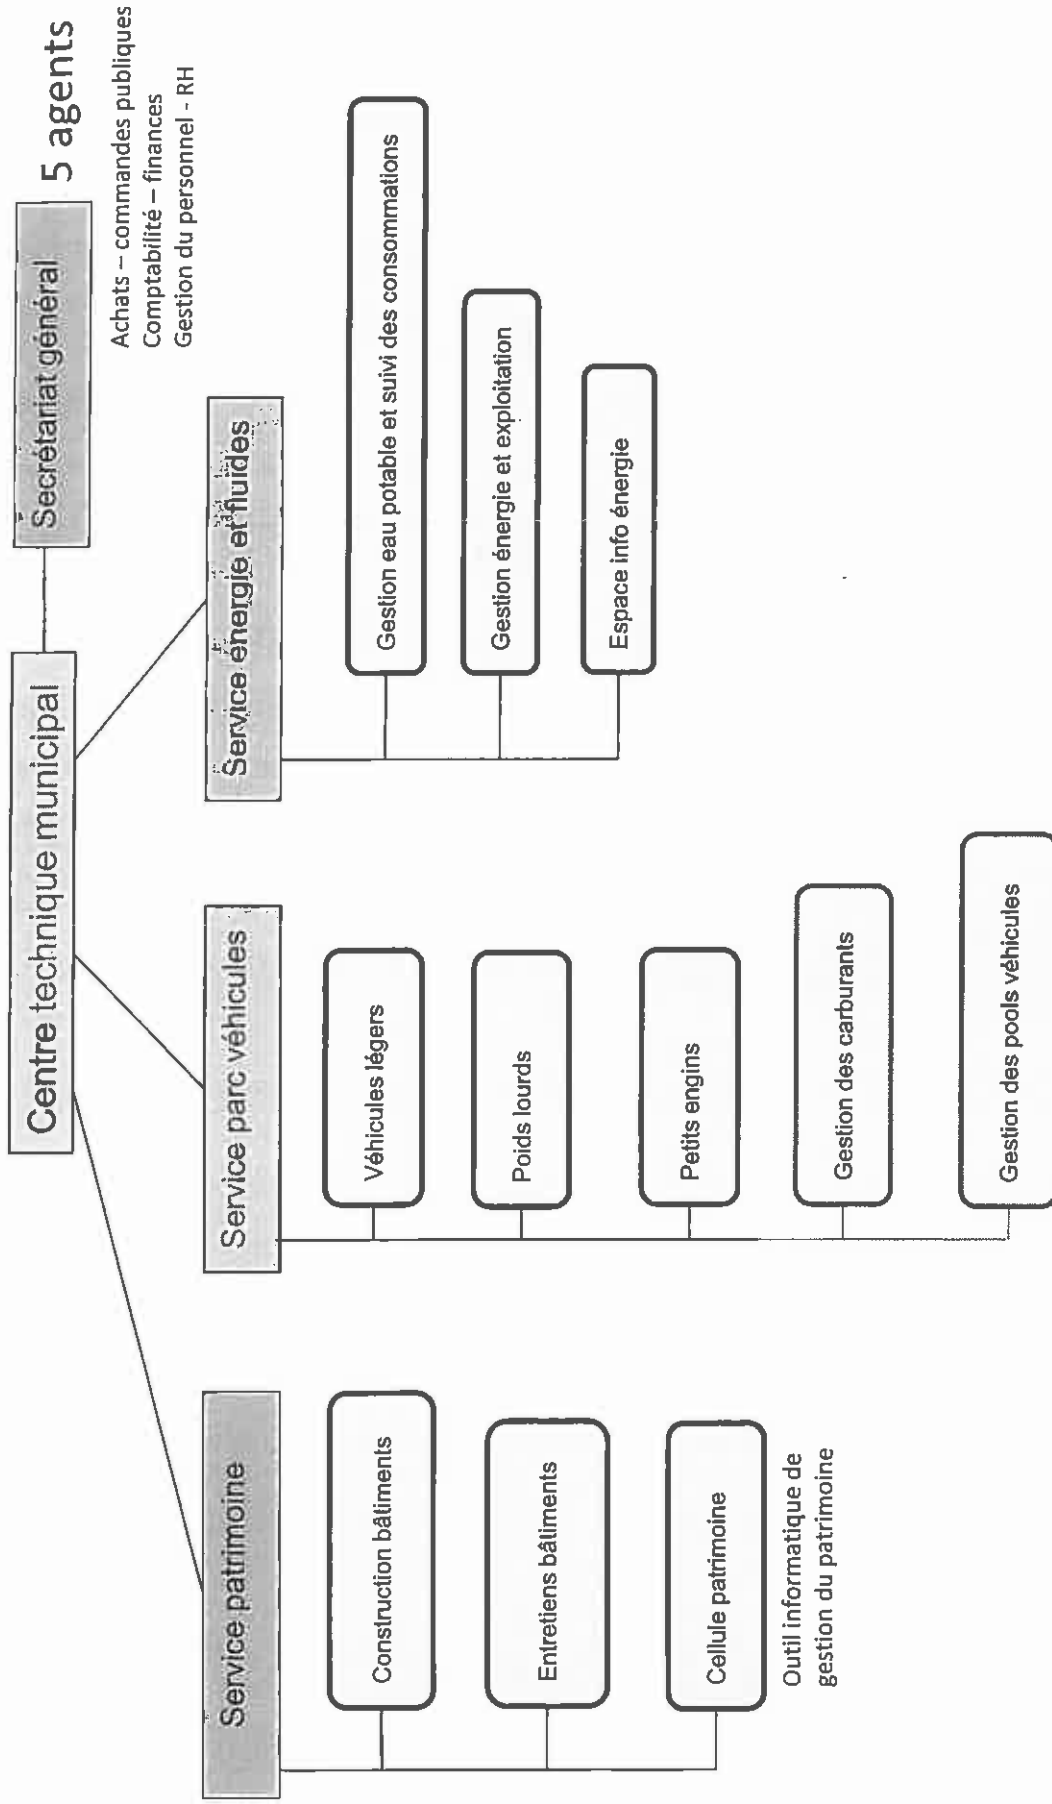 Centre technique municipal
Secrétariat général
5 agents
Achats – commandes publiques
Comptabilité – finances
Gestion du personnel - RH
Service patrimoine
Construction bâtiments
Entretiens bâtiments
Cellule patrimoine
Outil informatique de
gestion du patrimoine
Service parc véhicules
Véhicules légers
Poids lourds
Petits engins
Gestion des carburants
Gestion des pools véhicules
Service énergie et fluides
Gestion eau potable et suivi des consommations
Gestion énergie et exploitation
Espace info énergie